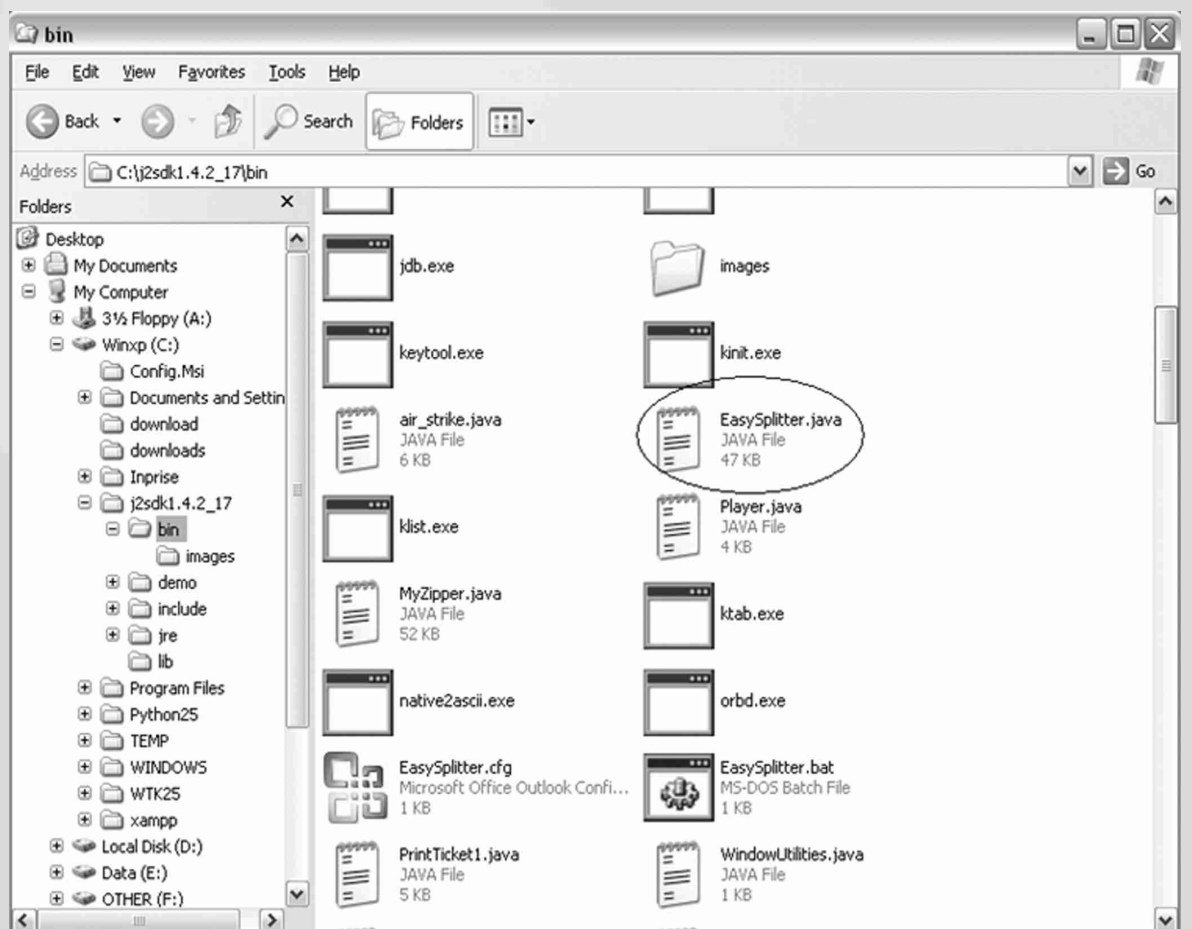 bin
File Edit View Favorites Tools Help
Back Search Folders
Address C:\j2sdk1.4.2_17\bin Go
Folders
Desktop
My Documents
My Computer
3½ Floppy (A:)
Winxp (C:)
Config.Msi
Documents and Settin
download
downloads
Inprise
j2sdk1.4.2_17
bin
images
demo
include
jre
lib
Program Files
Python25
TEMP
WINDOWS
WTK25
xampp
Local Disk (D:)
Data (E:)
OTHER (F:)
jdb.exe
images
keytool.exe
kinit.exe
air_strike.java
JAVA File
6 KB
EasySplitter.java
JAVA File
47 KB
klist.exe
Player.java
JAVA File
4 KB
MyZipper.java
JAVA File
52 KB
ktab.exe
native2ascii.exe
orbd.exe
EasySplitter.cfg
Microsoft Office Outlook Confi...
1 KB
EasySplitter.bat
MS-DOS Batch File
1 KB
PrintTicket1.java
JAVA File
5 KB
WindowUtilities.java
JAVA File
1 KB